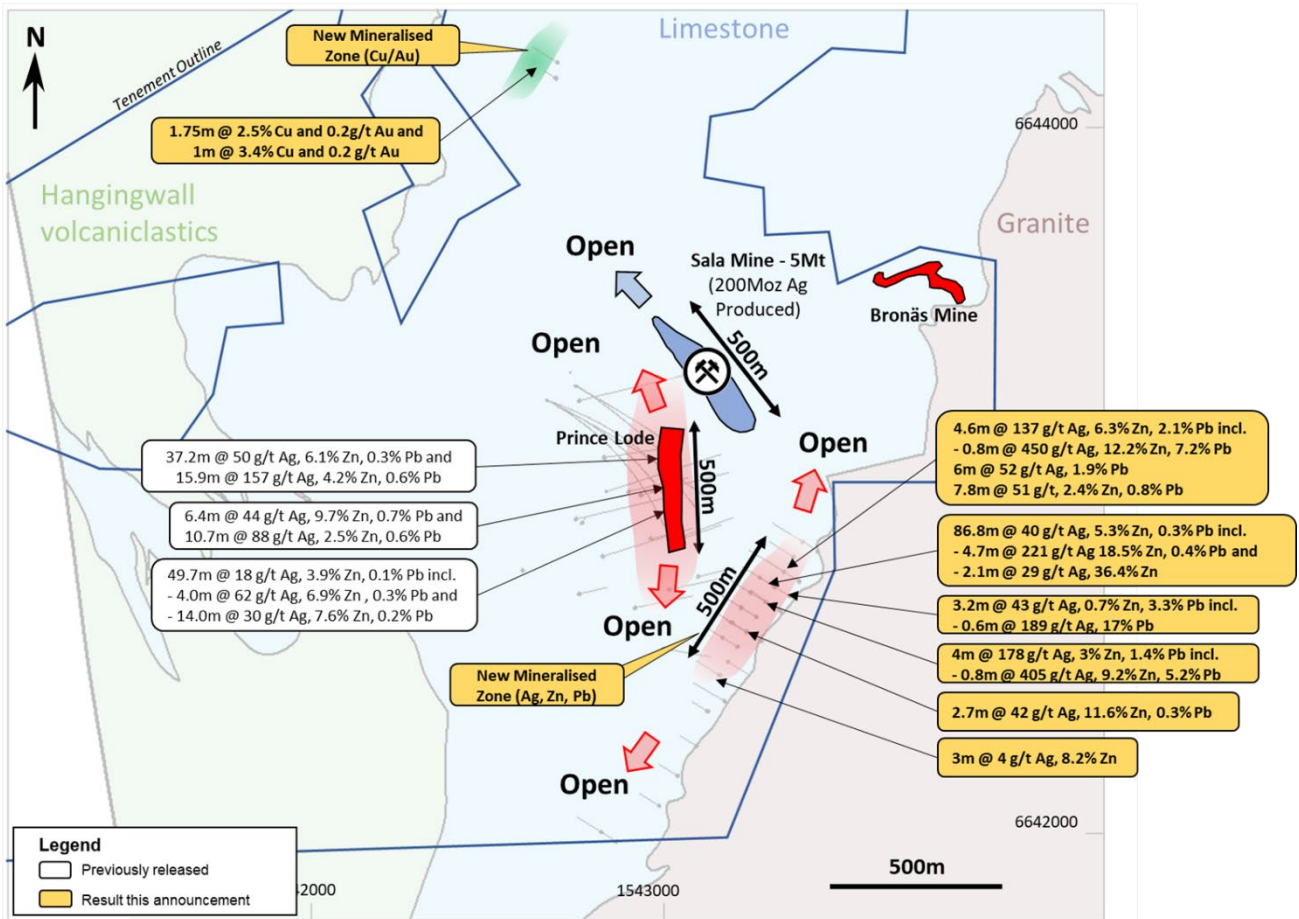 New Mineralised
Zone (Cu/Au)
Limestone
N
Tenement Outline
1.75m @ 2.5% Cu and 0.2g/t Au and
1m @ 3.4% Cu and 0.2 g/t Au
6644000
Hangingwall
volcaniclastics
Granite
Open
Sala Mine - 5Mt
(200Moz Ag
Produced)
Bronäs Mine
500m
Open
Prince Lode
500m
Open
37.2m @ 50 g/t Ag, 6.1% Zn, 0.3% Pb and
15.9m @ 157 g/t Ag, 4.2% Zn, 0.6% Pb
6.4m @ 44 g/t Ag, 9.7% Zn, 0.7% Pb and
10.7m @ 88 g/t Ag, 2.5% Zn, 0.6% Pb
49.7m @ 18 g/t Ag, 3.9% Zn, 0.1% Pb incl.
- 4.0m @ 62 g/t Ag, 6.9% Zn, 0.3% Pb and
- 14.0m @ 30 g/t Ag, 7.6% Zn, 0.2% Pb
4.6m @ 137 g/t Ag, 6.3% Zn, 2.1% Pb incl.
- 0.8m @ 450 g/t Ag, 12.2% Zn, 7.2% Pb
6m @ 52 g/t Ag, 1.9% Pb
7.8m @ 51 g/t, 2.4% Zn, 0.8% Pb
86.8m @ 40 g/t Ag, 5.3% Zn, 0.3% Pb incl.
- 4.7m @ 221 g/t Ag 18.5% Zn, 0.4% Pb and
- 2.1m @ 29 g/t Ag, 36.4% Zn
3.2m @ 43 g/t Ag, 0.7% Zn, 3.3% Pb incl.
- 0.6m @ 189 g/t Ag, 17% Pb
4m @ 178 g/t Ag, 3% Zn, 1.4% Pb incl.
- 0.8m @ 405 g/t Ag, 9.2% Zn, 5.2% Pb
2.7m @ 42 g/t Ag, 11.6% Zn, 0.3% Pb
3m @ 4 g/t Ag, 8.2% Zn
500m
Open
New Mineralised
Zone (Ag, Zn, Pb)
Open
6642000
Legend
Previously released
Result this announcement
42000
1543000
500m